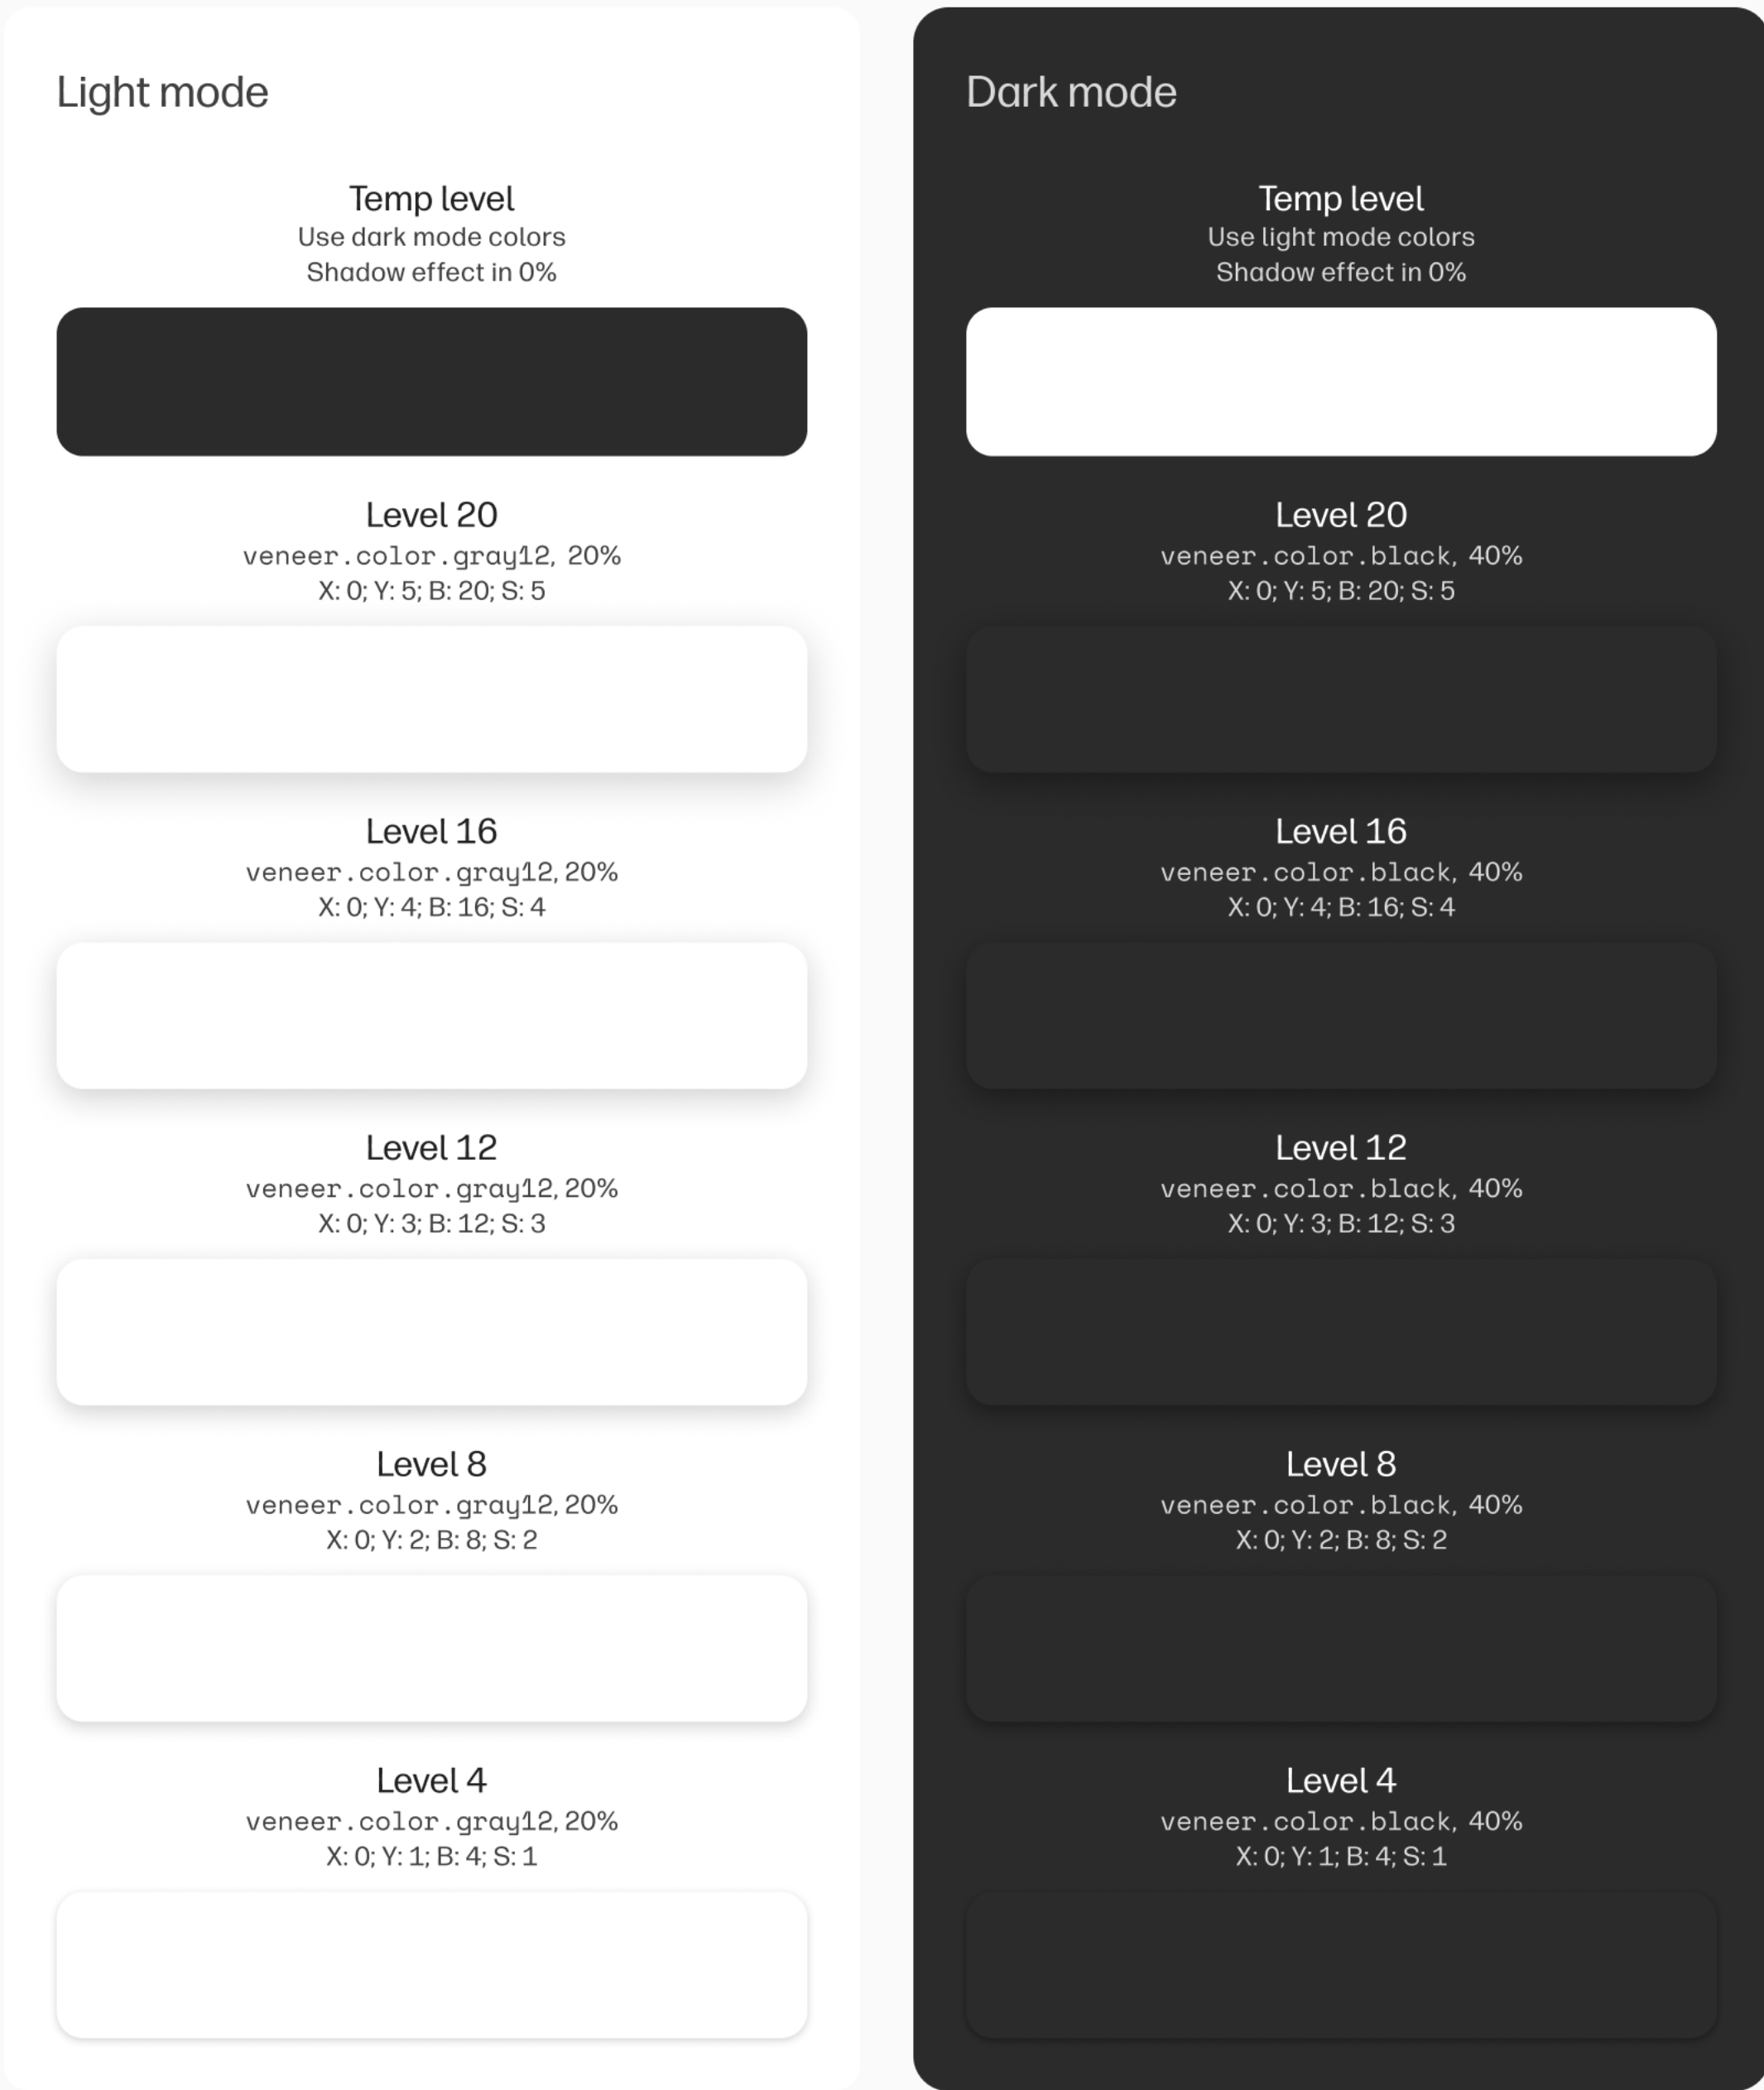 Light mode
Temp level
Use dark mode colors
Shadow effect in 0%
Level 20
veneer.color.gray12, 20%
X: 0; Y: 5; B: 20; S: 5
Level 16
veneer.color.gray12, 20%
X: 0; Y: 4; B: 16; S: 4
Level 12
veneer.color.gray12, 20%
X: 0; Y: 3; B: 12; S: 3
Level 8
veneer.color.gray12, 20%
X: 0; Y: 2; B: 8; S: 2
Level 4
veneer.color.gray12, 20%
X: 0; Y: 1; B: 4; S: 1
Dark mode
Temp level
Use light mode colors
Shadow effect in 0%
Level 20
veneer.color.black, 40%
X: 0; Y: 5; B: 20; S: 5
Level 16
veneer.color.black, 40%
X: 0; Y: 4; B: 16; S: 4
Level 12
veneer.color.black, 40%
X: 0; Y: 3; B: 12; S: 3
Level 8
veneer.color.black, 40%
X: 0; Y: 2; B: 8; S: 2
Level 4
veneer.color.black, 40%
X: 0; Y: 1; B: 4; S: 1